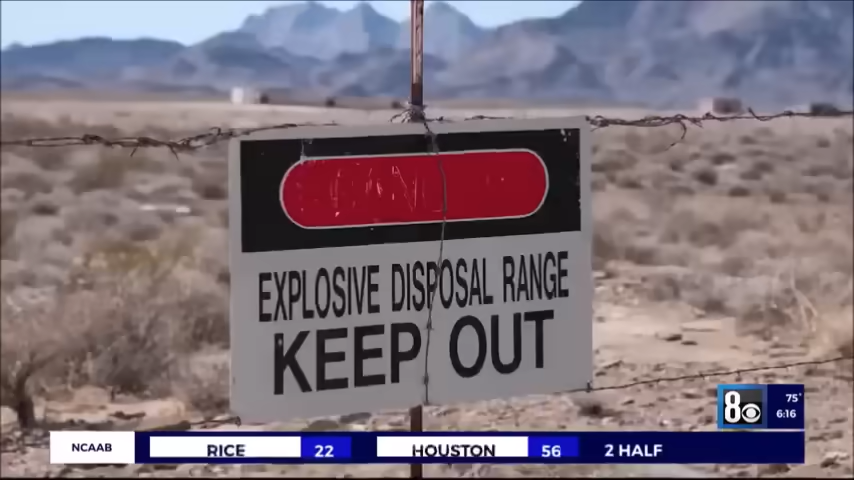 EXPLOSIVE DISPOSAL RANGE
KEEP OUT
8
75°
6:16
NCAAB RICE 22 HOUSTON 56 2 HALF